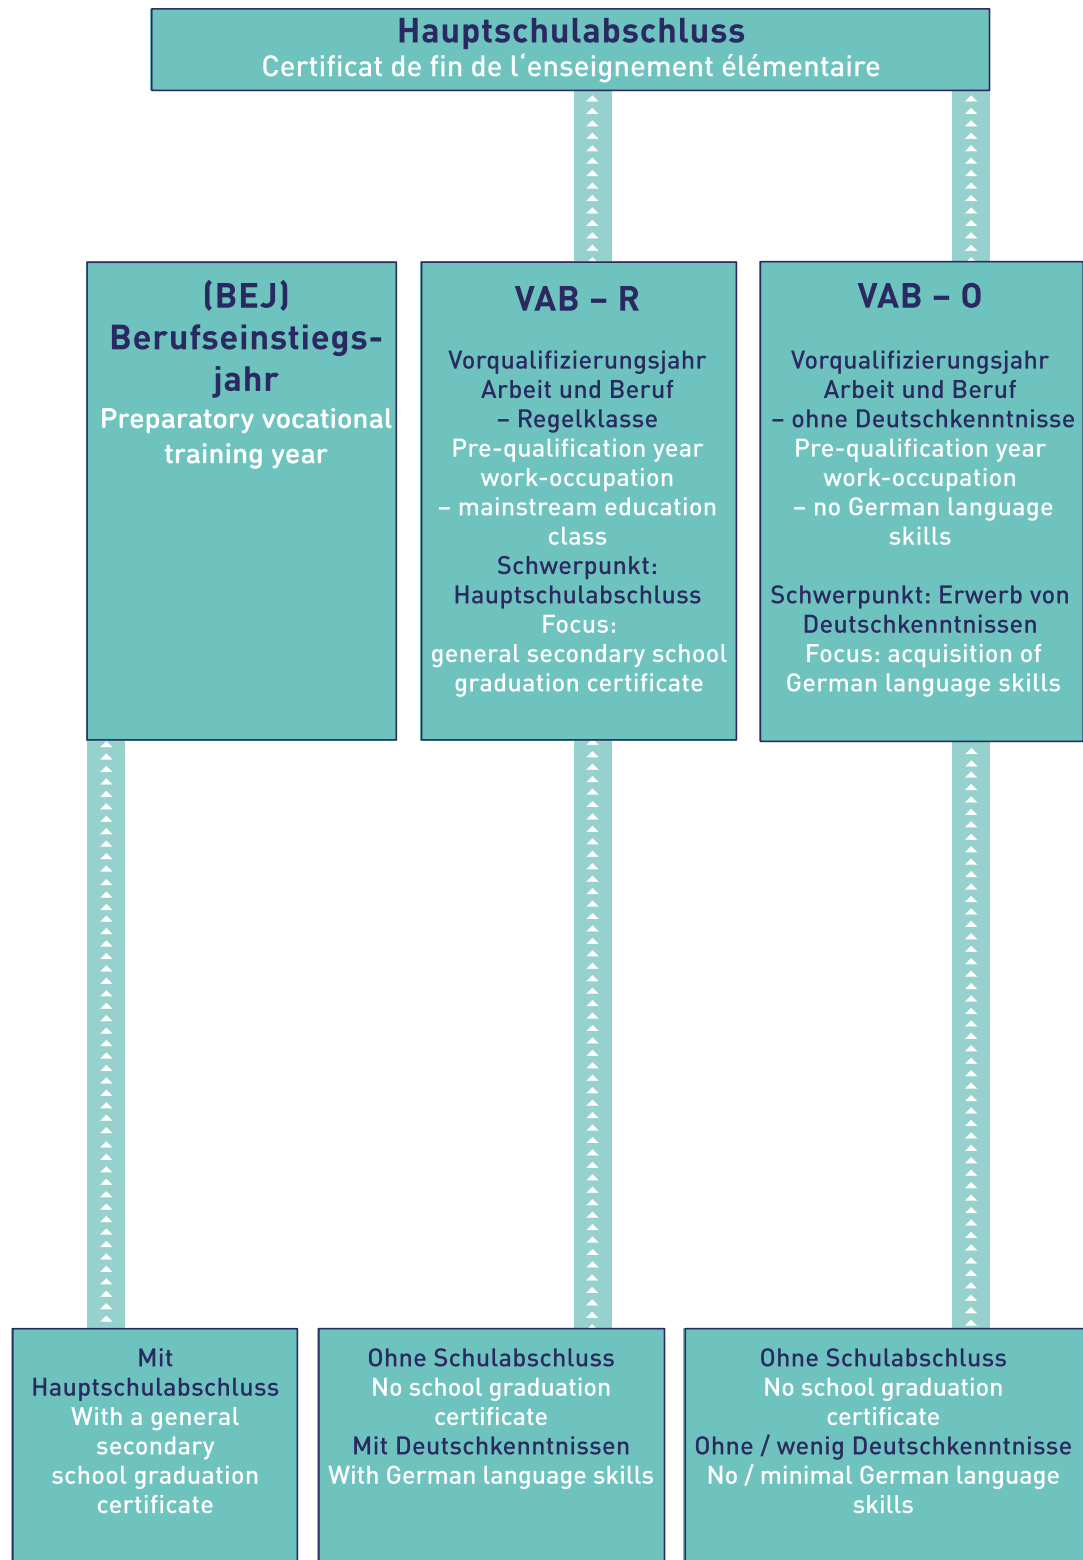 Hauptschulabschluss
Certificat de fin de l‘enseignement élémentaire
(BEJ)
Berufseinstiegs-
jahr
Preparatory vocational
training year
VAB – R
Vorqualifizierungsjahr
Arbeit und Beruf
– Regelklasse
Pre-qualification year
work-occupation
– mainstream education
class
Schwerpunkt:
Hauptschulabschluss
Focus:
general secondary school
graduation certificate
VAB – O
Vorqualifizierungsjahr
Arbeit und Beruf
– ohne Deutschkenntnisse
Pre-qualification year
work-occupation
– no German language
skills
Schwerpunkt: Erwerb von
Deutschkenntnissen
Focus: acquisition of
German language skills
Mit
Hauptschulabschluss
With a general
secondary
school graduation
certificate
Ohne Schulabschluss
No school graduation
certificate
Mit Deutschkenntnissen
With German language skills
Ohne Schulabschluss
No school graduation
certificate
Ohne / wenig Deutschkenntnisse
No / minimal German language
skills